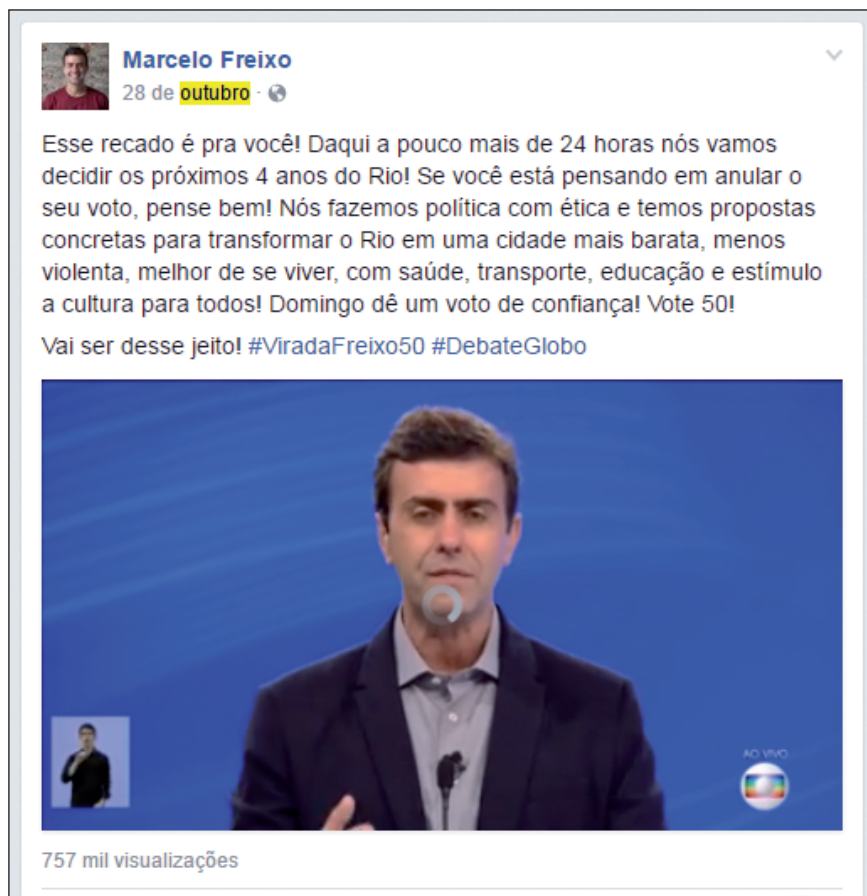 Marcelo Freixo
28 de outubro ·
Esse recado é pra você! Daqui a pouco mais de 24 horas nós vamos
decidir os próximos 4 anos do Rio! Se você está pensando em anular o
seu voto, pense bem! Nós fazemos política com ética e temos propostas
concretas para transformar o Rio em uma cidade mais barata, menos
violenta, melhor de se viver, com saúde, transporte, educação e estímulo
a cultura para todos! Domingo dê um voto de confiança! Vote 50!
Vai ser desse jeito! #ViradaFreixo50 #DebateGlobo
AO VIVO
757 mil visualizações